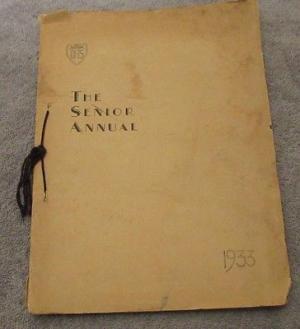 THE
SENIOR
ANNUAL
1933